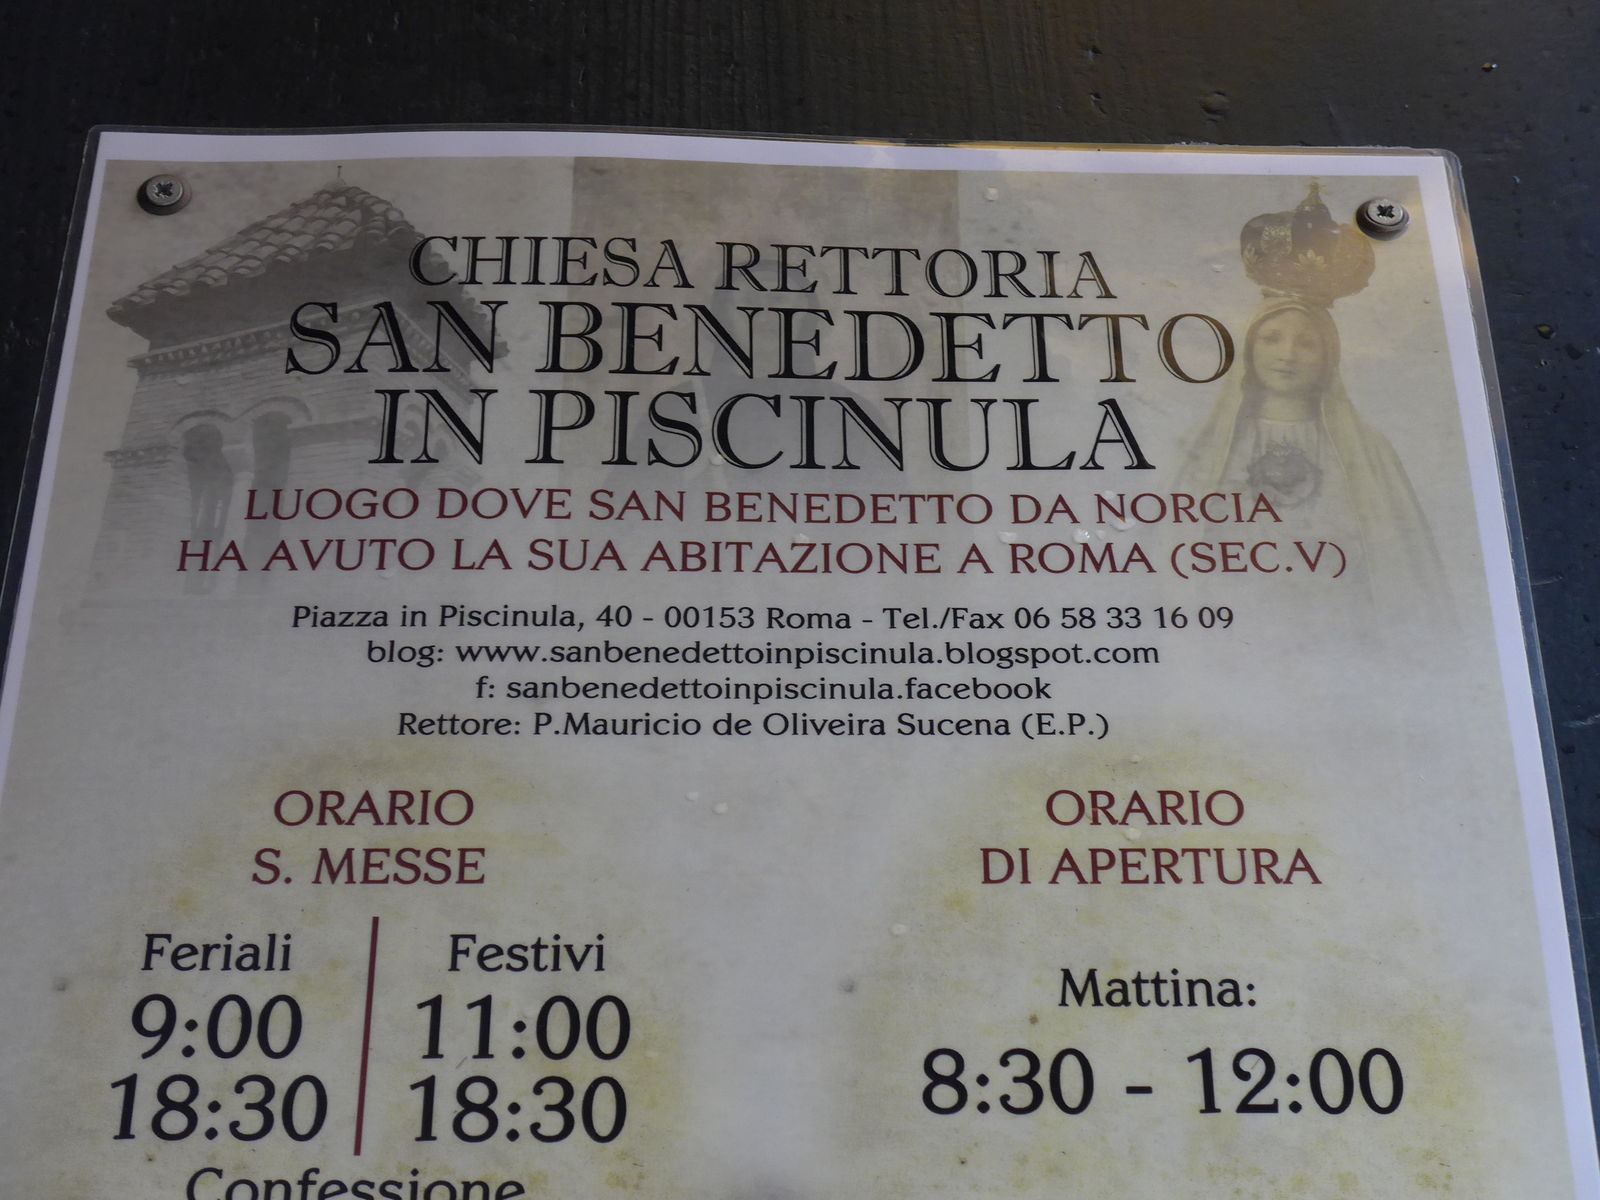 CHIESA RETTORIA
SAN BENEDETTO
IN PISCINULA
LUOGO DOVE SAN BENEDETTO DA NORCIA
HA AVUTO LA SUA ABITAZIONE A ROMA (SEC.V)
Piazza in Piscinula, 40 - 00153 Roma - Tel./Fax 06 58 33 16 09
blog: www.sanbenedettoinpiscinula.blogspot.com
f: sanbenedettoinpiscinula.facebook
Rettore: P.Mauricio de Oliveira Sucena (E.P.)
ORARIO
S. MESSE
Feriali
9:00
18:30
Festivi
11:00
18:30
Confessione
ORARIO
DI APERTURA
Mattina:
8:30 - 12:00